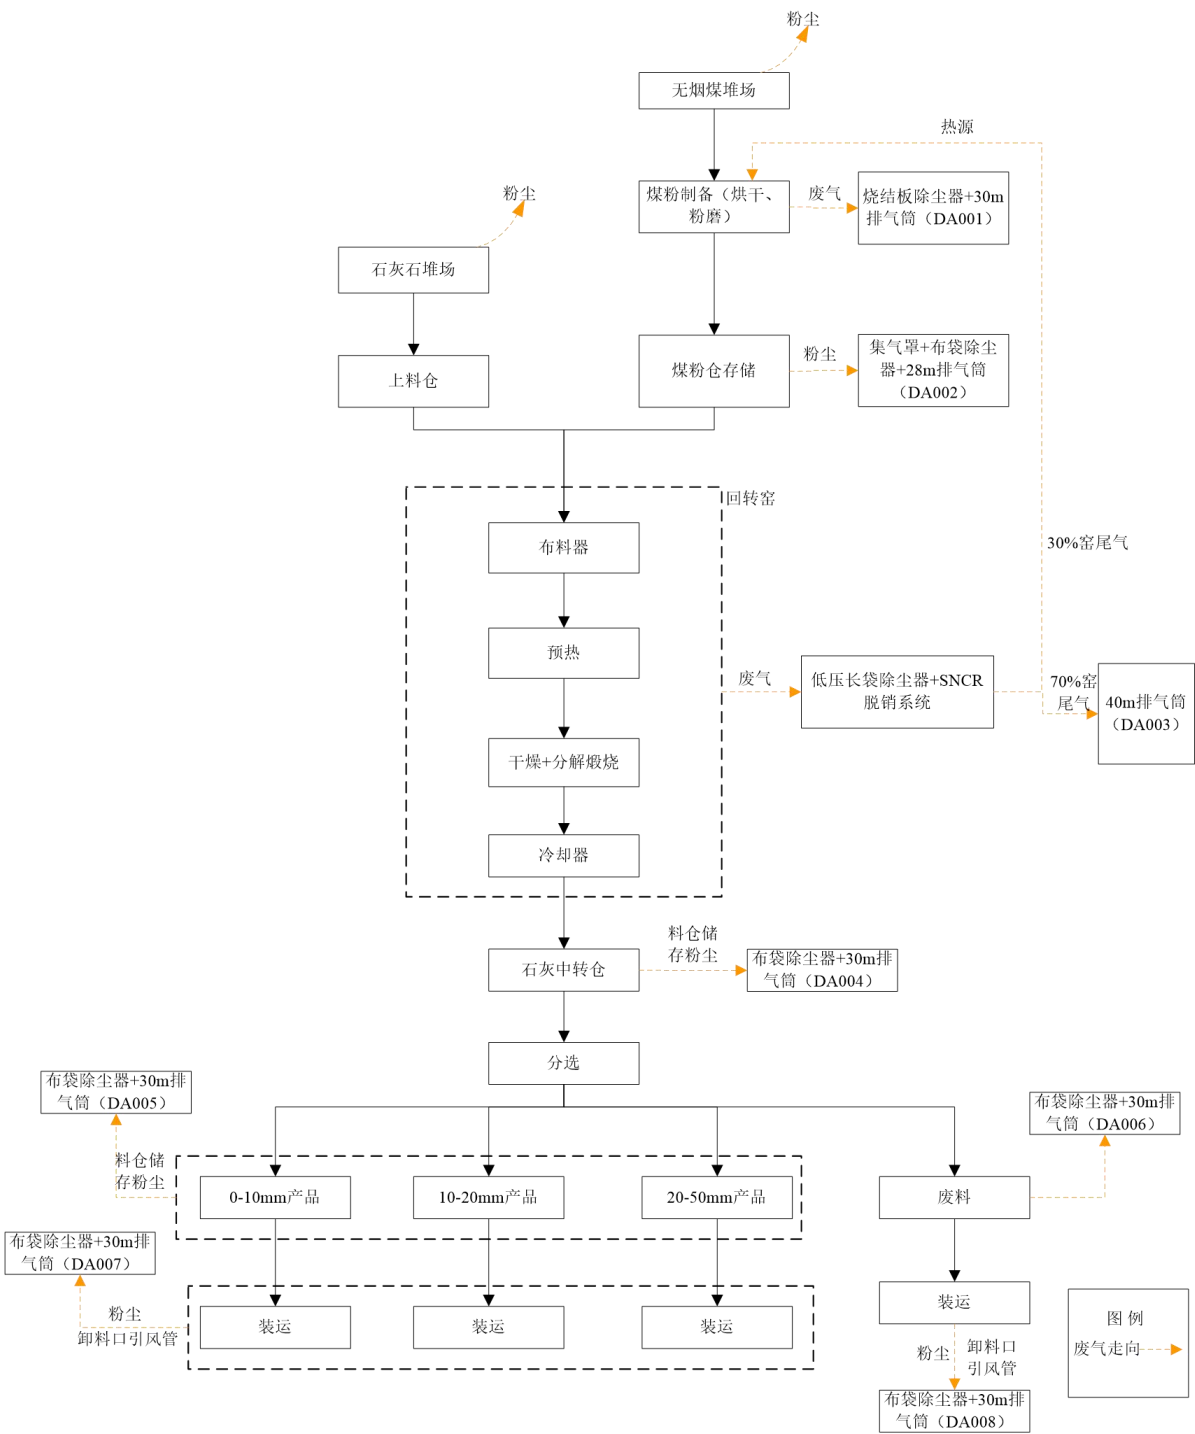 粉尘
无烟煤堆场
热源
煤粉制备（烘干、
粉磨）
废气
烧结板除尘器+30m
排气筒（DA001）
粉尘
石灰石堆场
上料仓
煤粉仓存储
粉尘
集气罩+布袋除尘
器+28m排气筒
（DA002）
回转窑
布料器
30%窑尾气
预热
废气
低压长袋除尘器+SNCR
脱销系统
70%窑
尾气
40m排气筒
（DA003）
干燥+分解煅烧
冷却器
料仓储
存粉尘
石灰中转仓
布袋除尘器+30m排
气筒（DA004）
分选
布袋除尘器+30m排
气筒（DA005）
布袋除尘器+30m排
气筒（DA006）
料仓储
存粉尘
0-10mm产品
10-20mm产品
20-50mm产品
废料
布袋除尘器+30m排
气筒（DA007）
粉尘
卸料口引风管
装运
装运
装运
装运
粉尘
卸料口
引风管
布袋除尘器+30m排
气筒（DA008）
图 例
废气走向